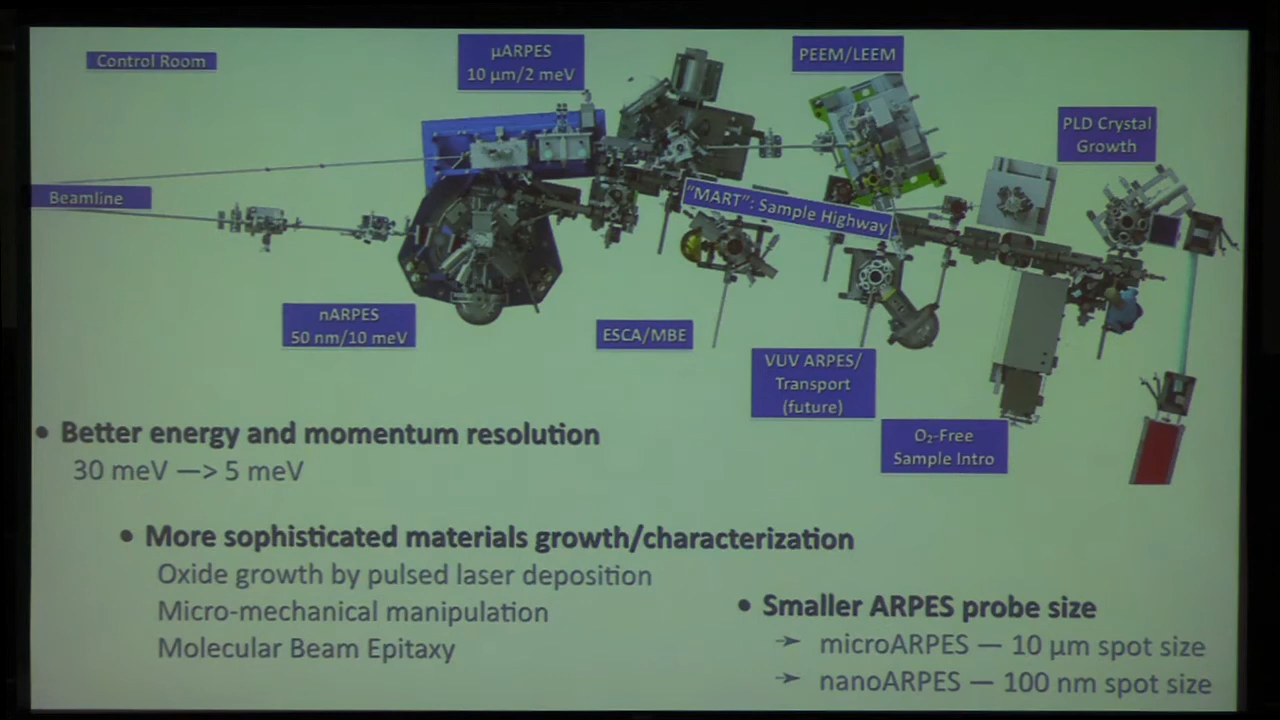 Control Room
µARPES
10 µm/2 meV
PEEM/LEEM
PLD Crystal
Growth
Beamline
"MART": Sample Highway
nARPES
50 nm/10 meV
ESCA/MBE
VUV ARPES/
Transport
(future)
O₂-Free
Sample Intro
• Better energy and momentum resolution
30 meV —> 5 meV
• More sophisticated materials growth/characterization
Oxide growth by pulsed laser deposition
Micro-mechanical manipulation
Molecular Beam Epitaxy
• Smaller ARPES probe size
➛ microARPES — 10 µm spot size
➛ nanoARPES — 100 nm spot size